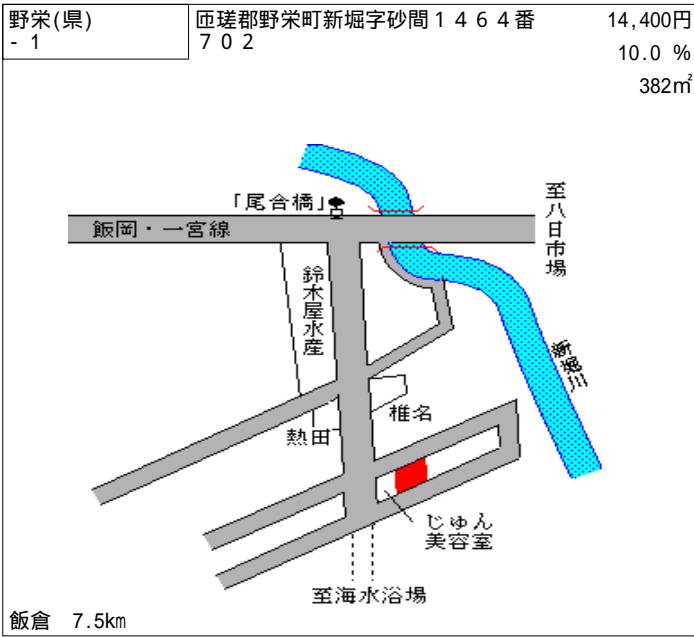 野栄(県)
- 1
匝瑳郡野栄町新堀字砂間１４６４番
７０２
14,400円
10.0 %
382㎡
「尾合橋」
至八日市場
飯岡・一宮線
鈴木屋水産
新堀川
椎名
熱田
じゅん
美容室
至海水浴場
飯倉 7.5km